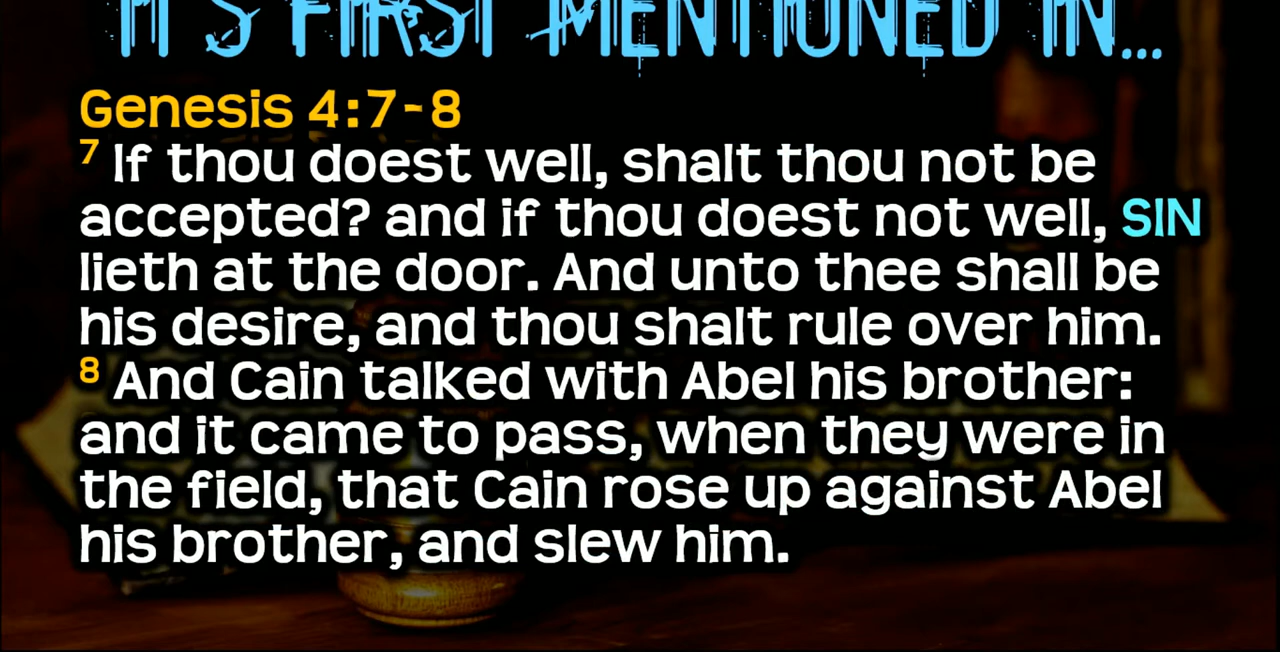 IT'S FIRST MENTIONED IN...
Genesis 4:7-8
7 If thou doest well, shalt thou not be
accepted? and if thou doest not well, SIN
lieth at the door. And unto thee shall be
his desire, and thou shalt rule over him.
8 And Cain talked with Abel his brother:
and it came to pass, when they were in
the field, that Cain rose up against Abel
his brother, and slew him.